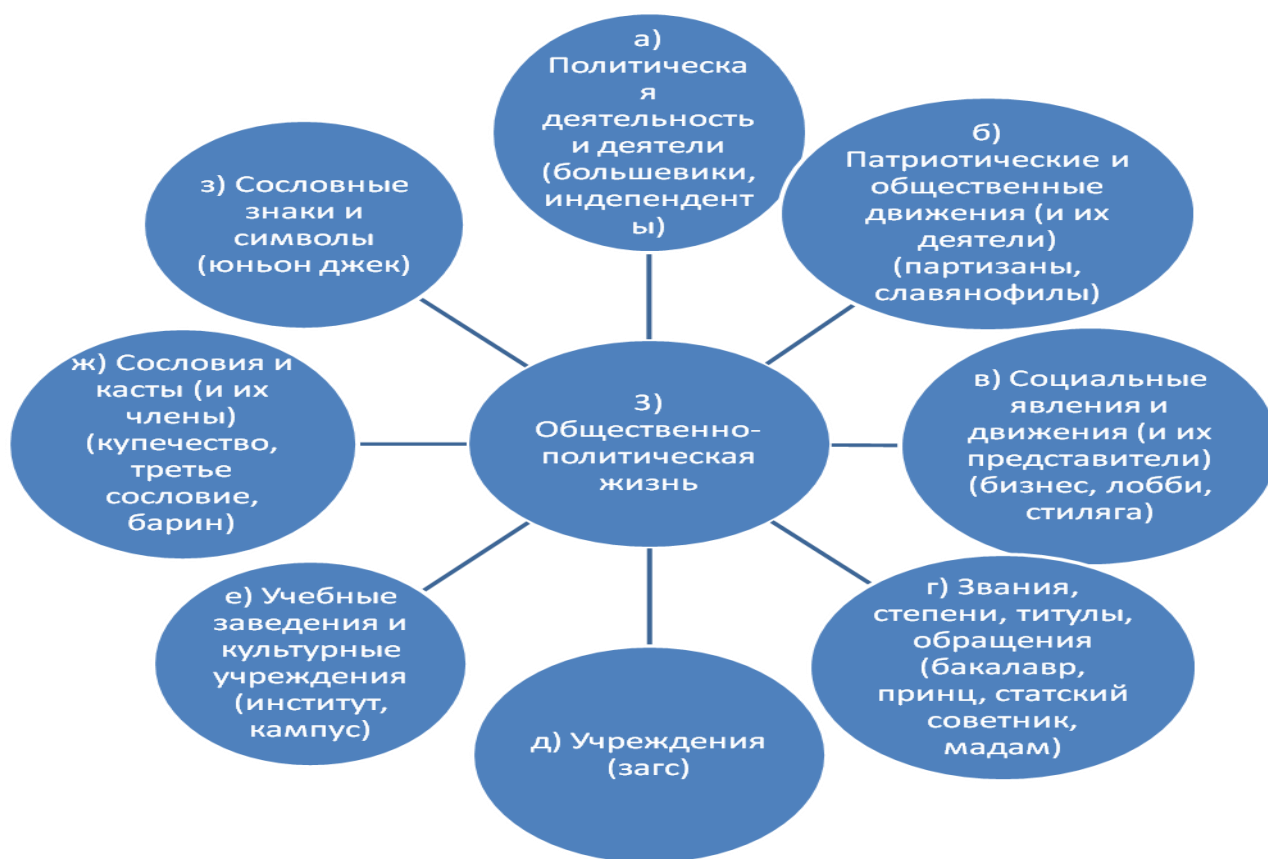 а)
Политическа
я
деятельность
и деятели
(большевики,
индепендент
ы)
б)
Патриотические и
общественные
движения (и их
деятели)
(партизаны,
славянофилы)
в) Социальные
явления и
движения (и их
представители)
(бизнес, лобби,
стиляга)
г) Звания,
степени, титулы,
обращения
(бакалавр,
принц, статский
советник,
мадам)
д) Учреждения
(загс)
е) Учебные
заведения и
культурные
учреждения
(институт,
кампус)
ж) Сословия и
касты (и их
члены)
(купечество,
третье
сословие,
барин)
з) Сословные
знаки и
символы
(юньон джек)
3)
Общественно-
политическая
жизнь